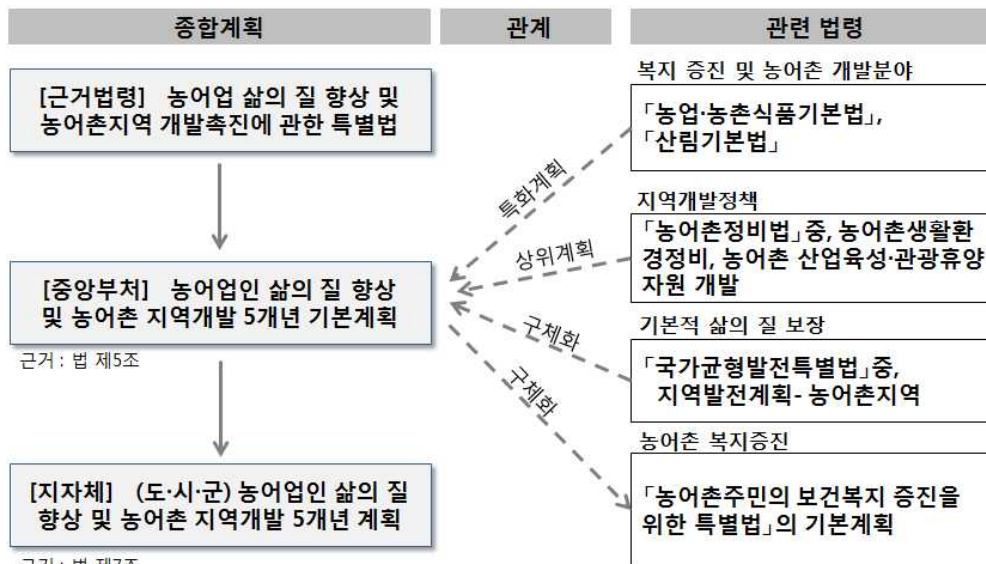 종합계획
관계
관련 법령
[근거법령] 농어업 삶의 질 향상 및
농어촌지역 개발촉진에 관한 특별법
[중앙부처] 농어업인 삶의 질 향상
및 농어촌 지역개발 5개년 기본계획
근거 : 법 제5조
[지자체] (도·시·군) 농어업인 삶의 질
향상 및 농어촌 지역개발 5개년 계획
근거 : 법 제7조
특화계획
상위계획
구체화
구체화
복지 증진 및 농어촌 개발분야
「농업·농촌식품기본법」,
「산림기본법」
지역개발정책
「농어촌정비법」중, 농어촌생활환
경정비, 농어촌 산업육성·관광휴양
자원 개발
기본적 삶의 질 보장
「국가균형발전특별법」중,
지역발전계획- 농어촌지역
농어촌 복지증진
「농어촌주민의 보건복지 증진을
위한 특별법」의 기본계획